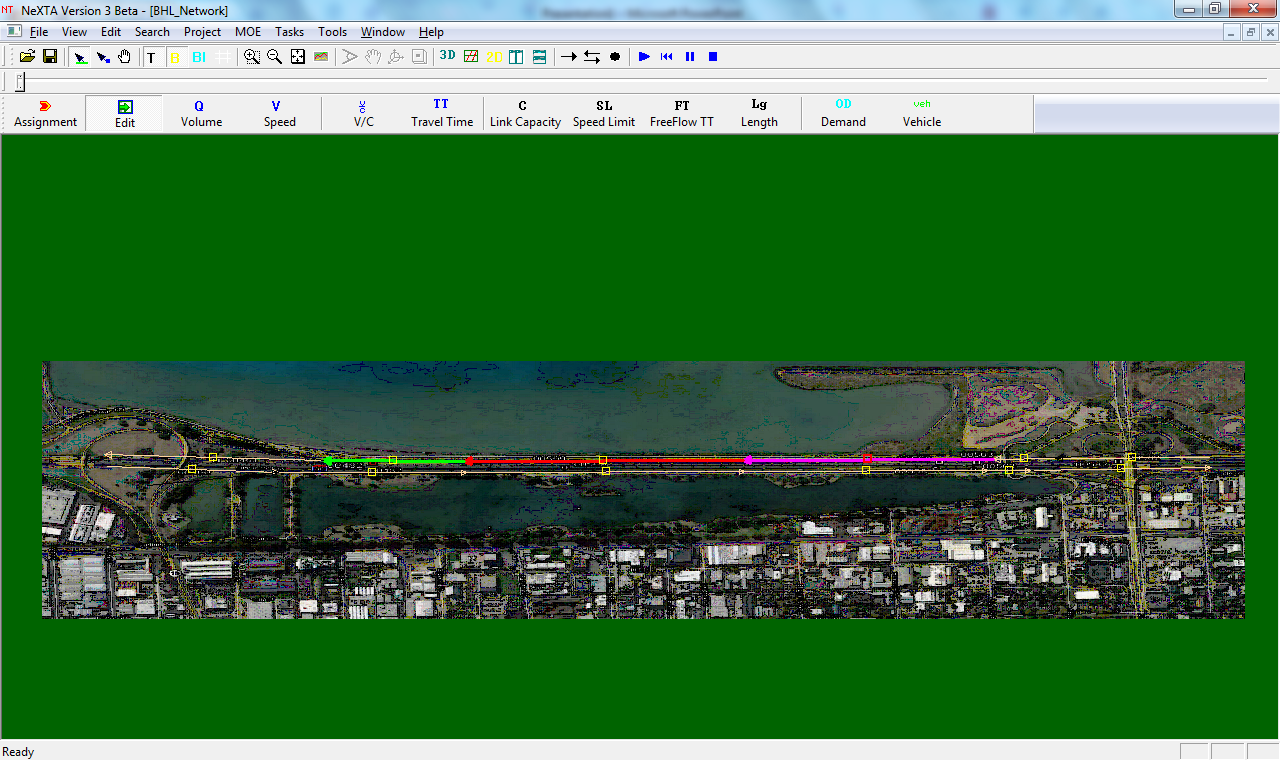 NT NeXTA Version 3 Beta - [BHL_Network]
File View Edit Search Project MOE Tasks Tools Window Help
T D BI 3D 2D
Q V C/C TT C SL FT Lg OD veh
Assignment Edit Volume Speed V/C Travel Time Link Capacity Speed Limit FreeFlow TT Length Demand Vehicle
Ready